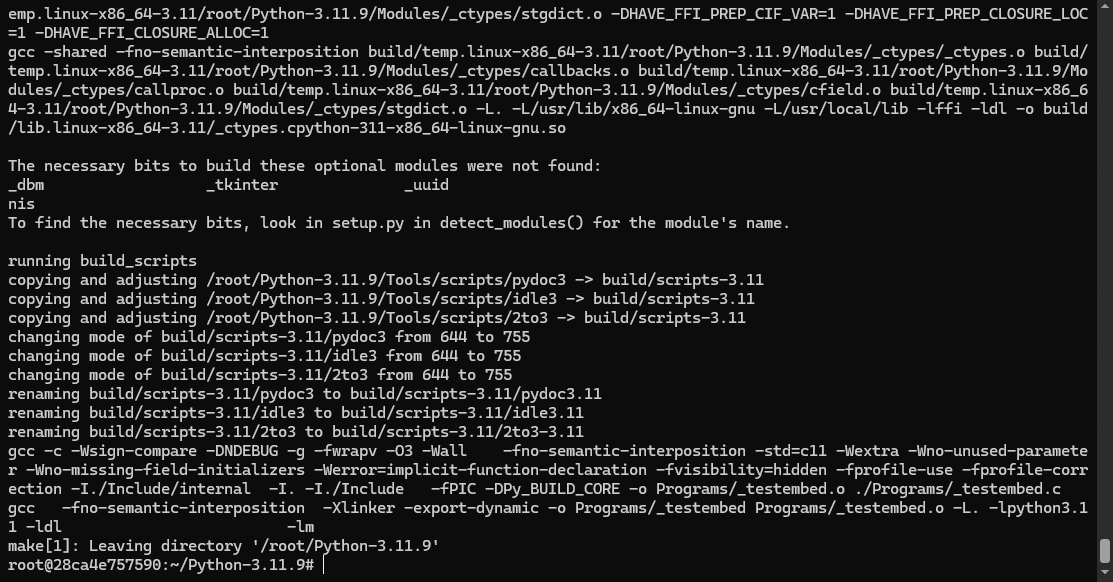 emp.linux-x86_64-3.11/root/Python-3.11.9/Modules/_ctypes/stgdict.o -DHAVE_FFI_PREP_CIF_VAR=1 -DHAVE_FFI_PREP_CLOSURE_LOC
=1 -DHAVE_FFI_CLOSURE_ALLOC=1
gcc -shared -fno-semantic-interposition build/temp.linux-x86_64-3.11/root/Python-3.11.9/Modules/_ctypes/_ctypes.o build/
temp.linux-x86_64-3.11/root/Python-3.11.9/Modules/_ctypes/callbacks.o build/temp.linux-x86_64-3.11/root/Python-3.11.9/Mo
dules/_ctypes/callproc.o build/temp.linux-x86_64-3.11/root/Python-3.11.9/Modules/_ctypes/cfield.o build/temp.linux-x86_6
4-3.11/root/Python-3.11.9/Modules/_ctypes/stgdict.o -L. -L/usr/lib/x86_64-linux-gnu -L/usr/local/lib -lffi -ldl -o build
/lib.linux-x86_64-3.11/_ctypes.cpython-311-x86_64-linux-gnu.so

The necessary bits to build these optional modules were not found:
_dbm                  _tkinter              _uuid
nis
To find the necessary bits, look in setup.py in detect_modules() for the module's name.

running build_scripts
copying and adjusting /root/Python-3.11.9/Tools/scripts/pydoc3 -> build/scripts-3.11
copying and adjusting /root/Python-3.11.9/Tools/scripts/idle3 -> build/scripts-3.11
copying and adjusting /root/Python-3.11.9/Tools/scripts/2to3 -> build/scripts-3.11
changing mode of build/scripts-3.11/pydoc3 from 644 to 755
changing mode of build/scripts-3.11/idle3 from 644 to 755
changing mode of build/scripts-3.11/2to3 from 644 to 755
renaming build/scripts-3.11/pydoc3 to build/scripts-3.11/pydoc3.11
renaming build/scripts-3.11/idle3 to build/scripts-3.11/idle3.11
renaming build/scripts-3.11/2to3 to build/scripts-3.11/2to3-3.11
gcc -c -Wsign-compare -DNDEBUG -g -fwrapv -O3 -Wall    -fno-semantic-interposition -std=c11 -Wextra -Wno-unused-paramete
r -Wno-missing-field-initializers -Werror=implicit-function-declaration -fvisibility=hidden -fprofile-use -fprofile-corr
ection -I./Include/internal  -I. -I./Include   -fPIC -DPy_BUILD_CORE -o Programs/_testembed.o ./Programs/_testembed.c
gcc   -fno-semantic-interposition  -Xlinker -export-dynamic -o Programs/_testembed Programs/_testembed.o -L. -lpython3.1
1 -ldl                         -lm
make[1]: Leaving directory '/root/Python-3.11.9'
root@28ca4e757590:~/Python-3.11.9#